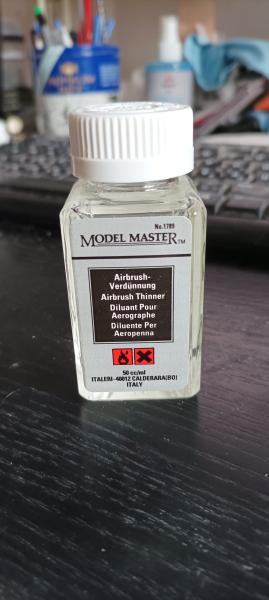 No.1789
MODEL MASTER TM
Airbrush-
Verdünnung
Airbrush Thinner
Diluant Pour
Aerographe
Diluente Per
Aeropenna
50 cc/ml
ITALERI-40012 CALDERARA(BO)
ITALY